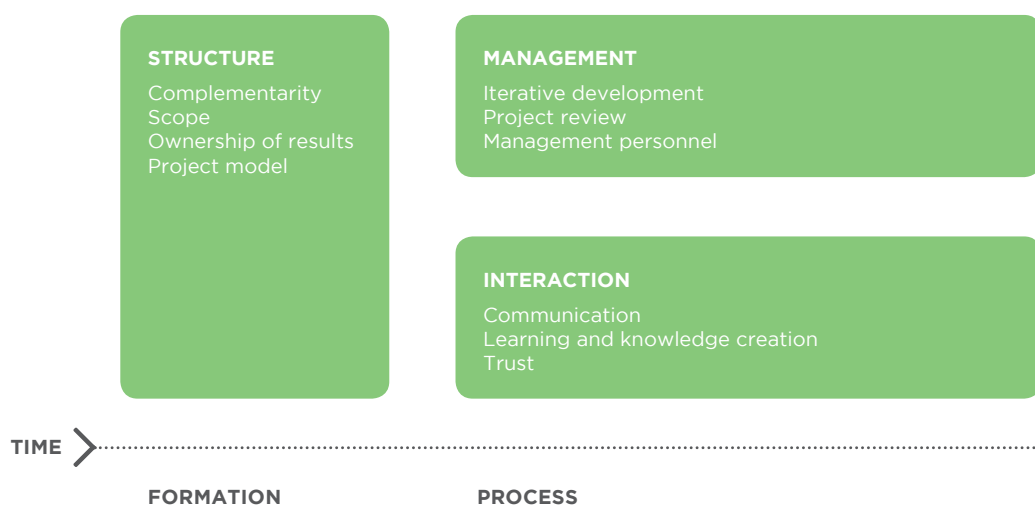 STRUCTURE
Complementarity
Scope
Ownership of results
Project model
MANAGEMENT
Iterative development
Project review
Management personnel
INTERACTION
Communication
Learning and knowledge creation
Trust
TIME
FORMATION
PROCESS